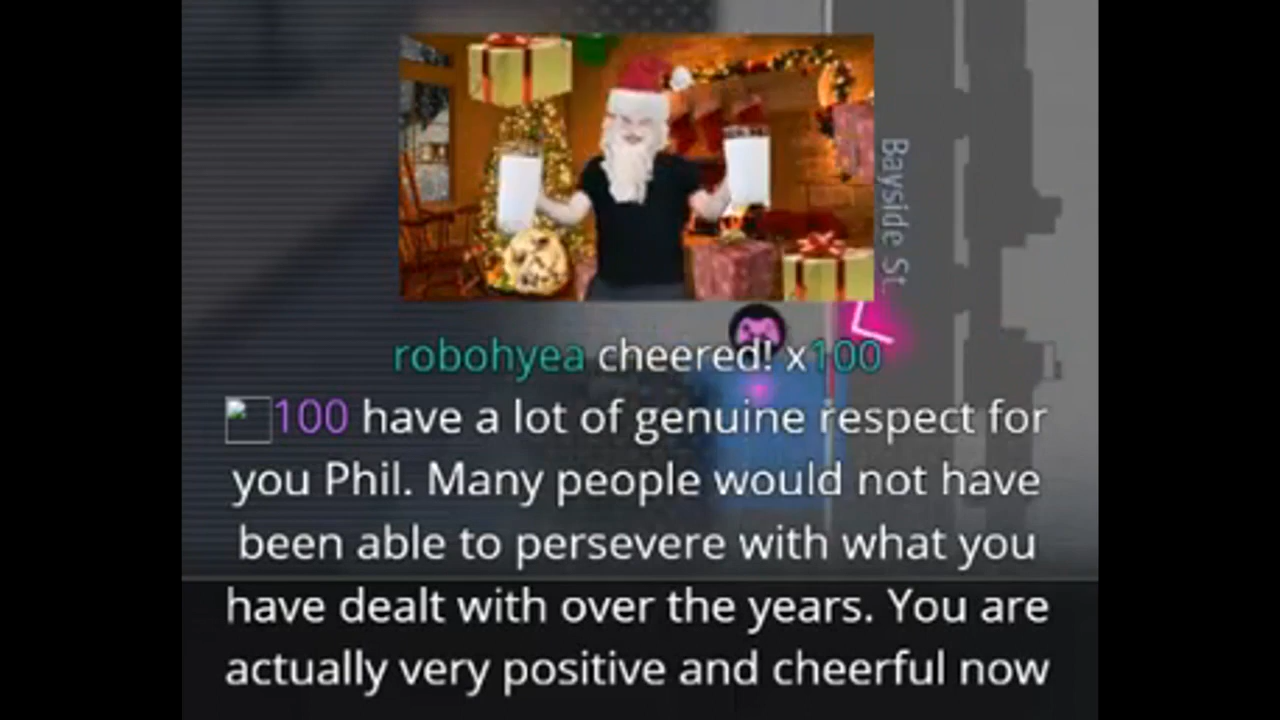 Bayside St.
robohyea cheered! x100
100 have a lot of genuine respect for
you Phil. Many people would not have
been able to persevere with what you
have dealt with over the years. You are
actually very positive and cheerful now